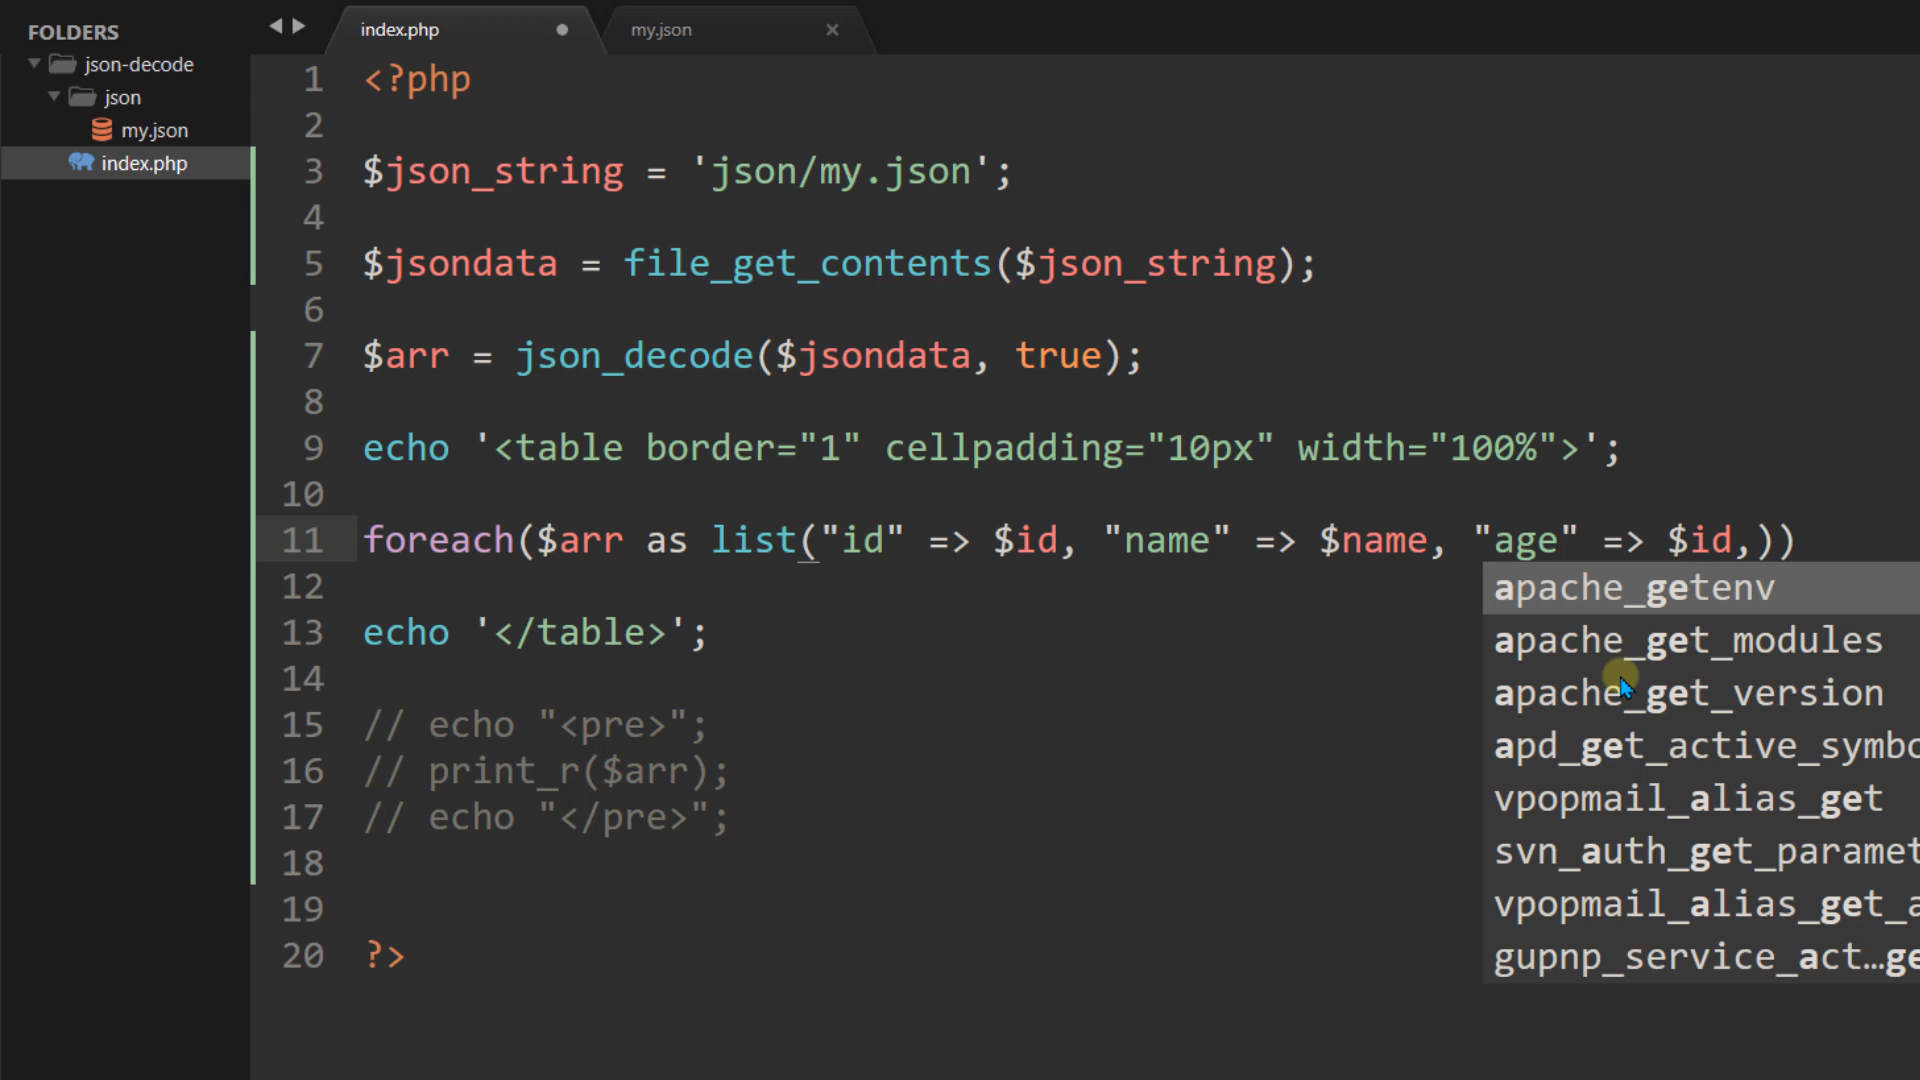 FOLDERS
json-decode
json
my.json
index.php
index.php
my.json
1 <?php
2
3 $json_string = 'json/my.json';
4
5 $jsondata = file_get_contents($json_string);
6
7 $arr = json_decode($jsondata, true);
8
9 echo '<table border="1" cellpadding="10px" width="100%">';
10
11 foreach($arr as list("id" => $id, "name" => $name, "age" => $id,))
12
13 echo '</table>';
14
15 // echo "<pre>";
16 // print_r($arr);
17 // echo "</pre>";
18
19
20 ?>
apache_getenv
apache_get_modules
apache_get_version
apd_get_active_symbo
vpopmail_alias_get
svn_auth_get_paramet
vpopmail_alias_get_a
gupnp_service_act…ge